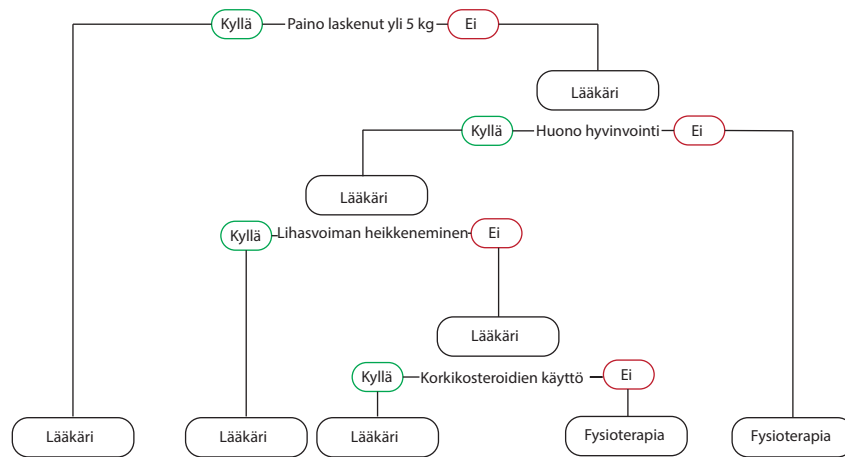 Kyllä Paino laskenut yli 5 kg Ei
Lääkäri
Kyllä Huono hyvinvointi Ei
Lääkäri
Kyllä Lihasvoiman heikkeneminen Ei
Lääkäri
Kyllä Korkikosteroidien käyttö Ei
Lääkäri Lääkäri Lääkäri Fysioterapia Fysioterapia